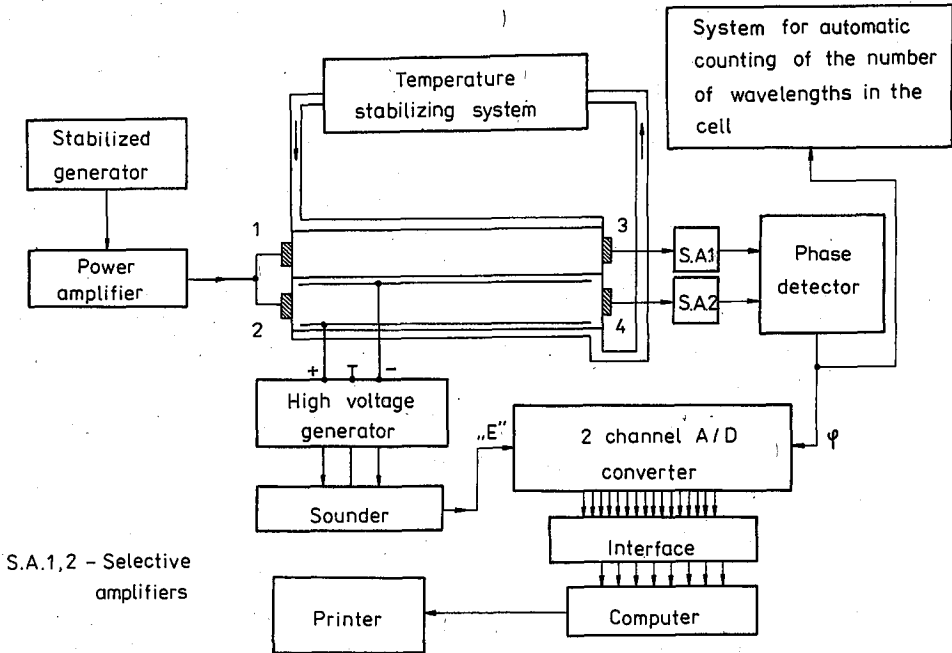 System for automatic
counting of the number
of wavelengths in the
cell
Temperature
stabilizing system
Stabilized
generator
Power
amplifier
1
2
3
4
S.A.1
S.A.2
Phase
detector
+ T -
High voltage
generator
„E"
2 channel A/D
converter
φ
Sounder
Interface
S.A.1,2 – Selective
amplifiers
Printer
Computer